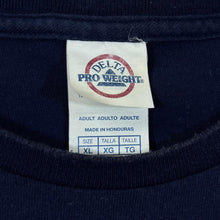 DELTA
PRO WEIGHT
ADULT ADULTO ADULTE
MADE IN HONDURAS
SIZE TALLA TAILLE
XL XG TG